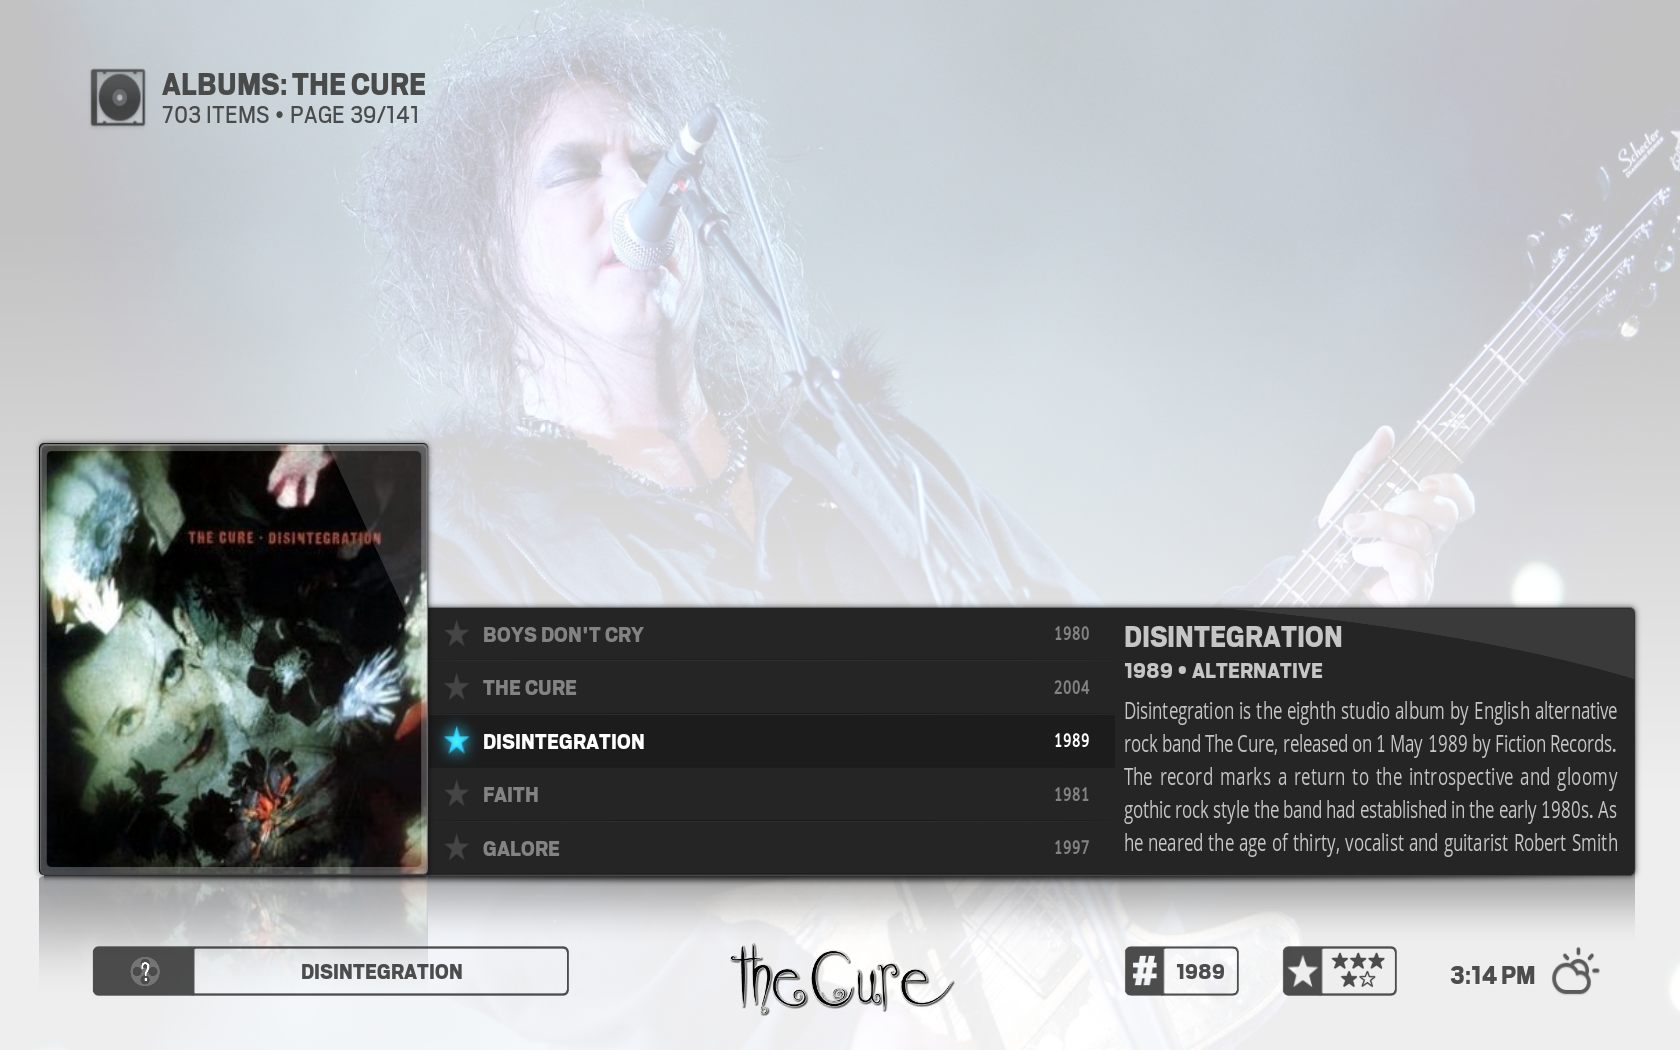 ALBUMS: THE CURE
703 ITEMS • PAGE 39/141
Schecter
THE CURE · DISINTEGRATION
BOYS DON'T CRY 1980
THE CURE 2004
DISINTEGRATION 1989
FAITH 1981
GALORE 1997
DISINTEGRATION
1989 • ALTERNATIVE
Disintegration is the eighth studio album by English alternative
rock band The Cure, released on 1 May 1989 by Fiction Records.
The record marks a return to the introspective and gloomy
gothic rock style the band had established in the early 1980s. As
he neared the age of thirty, vocalist and guitarist Robert Smith
?
DISINTEGRATION
the Cure
# 1989
3:14 PM